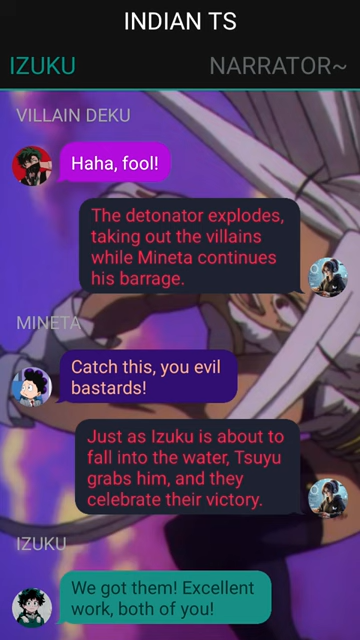 INDIAN TS
IZUKU
NARRATOR~
VILLAIN DEKU
Haha, fool!
The detonator explodes,
taking out the villains
while Mineta continues
his barrage.
MINETA
Catch this, you evil
bastards!
Just as Izuku is about to
fall into the water, Tsuyu
grabs him, and they
celebrate their victory.
IZUKU
We got them! Excellent
work, both of you!